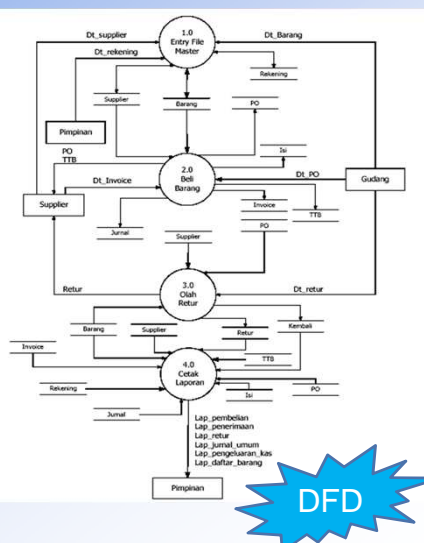 Dt_supplier
1.0
Entry File
Master
Dt_Barang
Dt_rekening
Rekening
Supplier
Barang
PO
Pimpinan
PO
TTB
Isi
2.0
Beli
Barang
Dt_PO
Gudang
Dt_Invoice
Supplier
Invoice
TTB
Jurnal
Supplier
PO
Retur
3.0
Olah
Retur
Dt_retur
Barang
Supplier
Retur
Kembali
Invoice
4.0
Cetak
Laporan
TTB
Rekening
Isi
PO
Jurnal
Lap_pembelian
Lap_penerimaan
Lap_retur
Lap_jurnal_umum
Lap_pengeluaran_kas
Lap_daftar_barang
Pimpinan
DFD